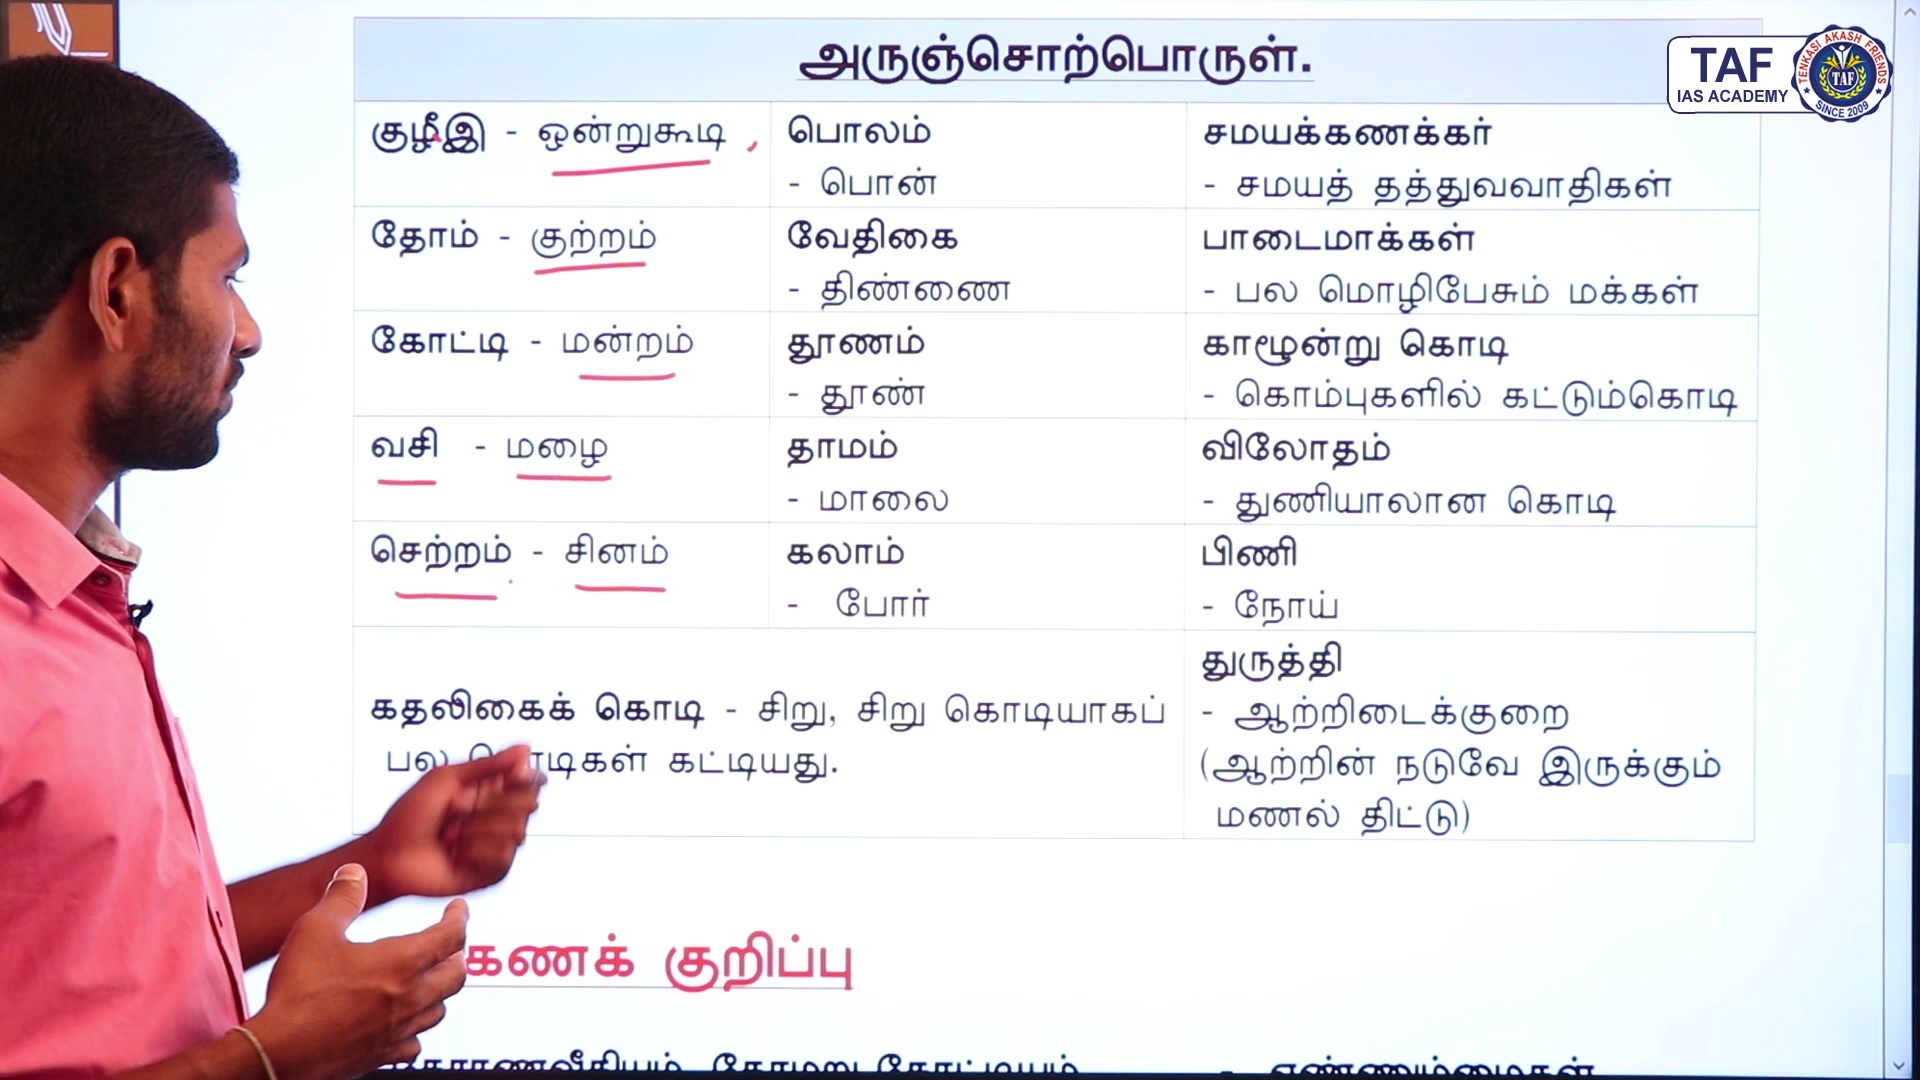 அருஞ்சொற்பொருள்.
TAF
IAS ACADEMY
TENKASI AKASH FRIENDS
TAF
SINCE 2009
குழீஇ - ஒன்றுகூடி ,
பொலம்
- பொன்
சமயக்கணக்கர்
- சமயத் தத்துவவாதிகள்
தோம் - குற்றம்
வேதிகை
- திண்ணை
பாடைமாக்கள்
- பல மொழிபேசும் மக்கள்
கோட்டி - மன்றம்
தூணம்
- தூண்
காழூன்று கொடி
- கொம்புகளில் கட்டும்கொடி
வசி - மழை
தாமம்
- மாலை
விலோதம்
- துணியாலான கொடி
செற்றம் - சினம்
கலாம்
- போர்
பிணி
- நோய்
கதலிகைக் கொடி - சிறு, சிறு கொடியாகப்
பல கொடிகள் கட்டியது.
துருத்தி
- ஆற்றிடைக்குறை
(ஆற்றின் நடுவே இருக்கும்
மணல் திட்டு)
கணக் குறிப்பு